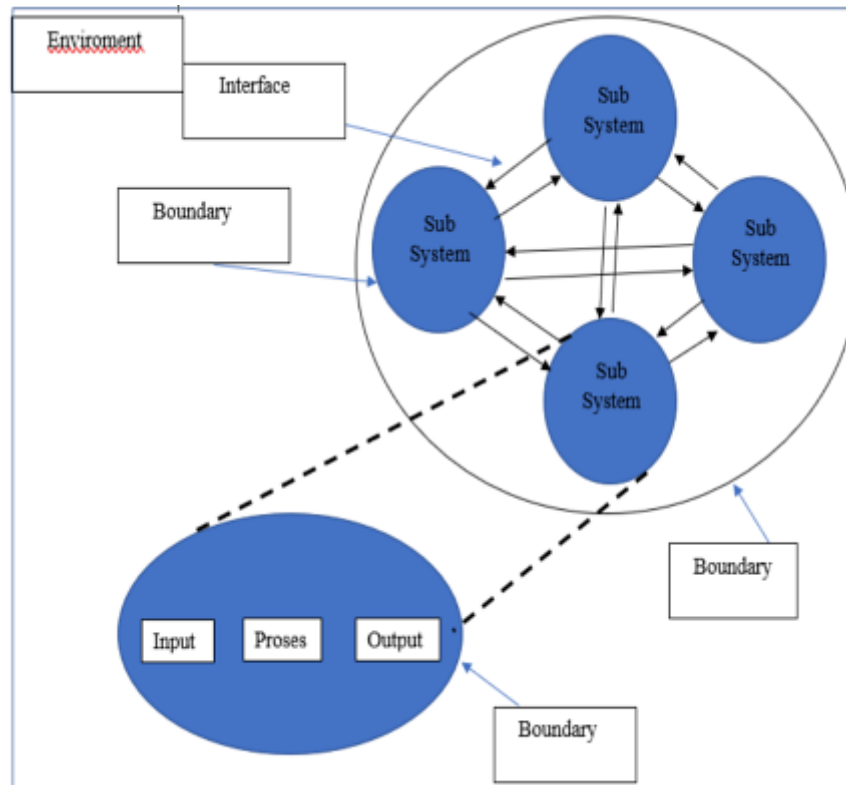 Enviroment
Interface
Sub
System
Boundary
Sub
System
Sub
System
Sub
System
Boundary
Input
Proses
Output
Boundary